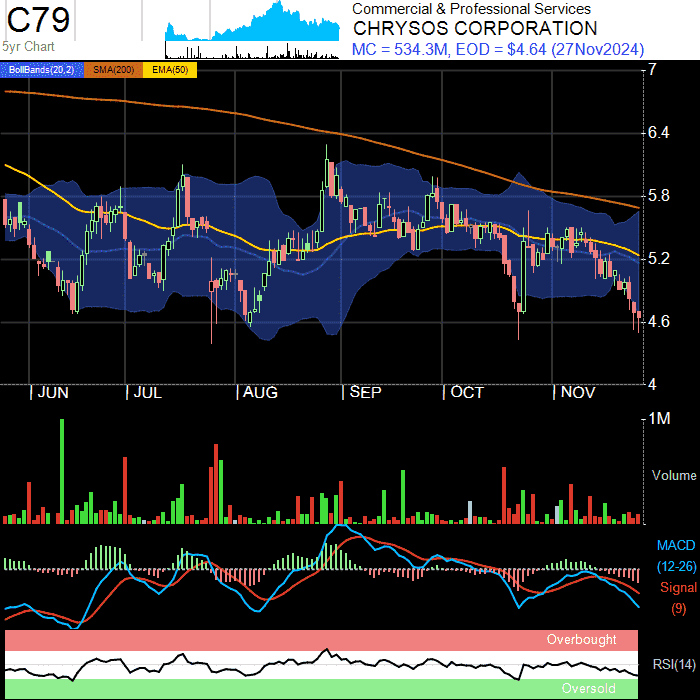 C79
5yr Chart
Commercial & Professional Services
CHRYSOS CORPORATION
MC = 534.3M, EOD = $4.64 (27Nov2024)
BollBands(20,2) SMA(200) EMA(50)
7
6.4
5.8
5.2
4.6
4
JUN JUL AUG SEP OCT NOV
1M
Volume
MACD
(12-26)
Signal
(9)
Overbought
RSI(14)
Oversold